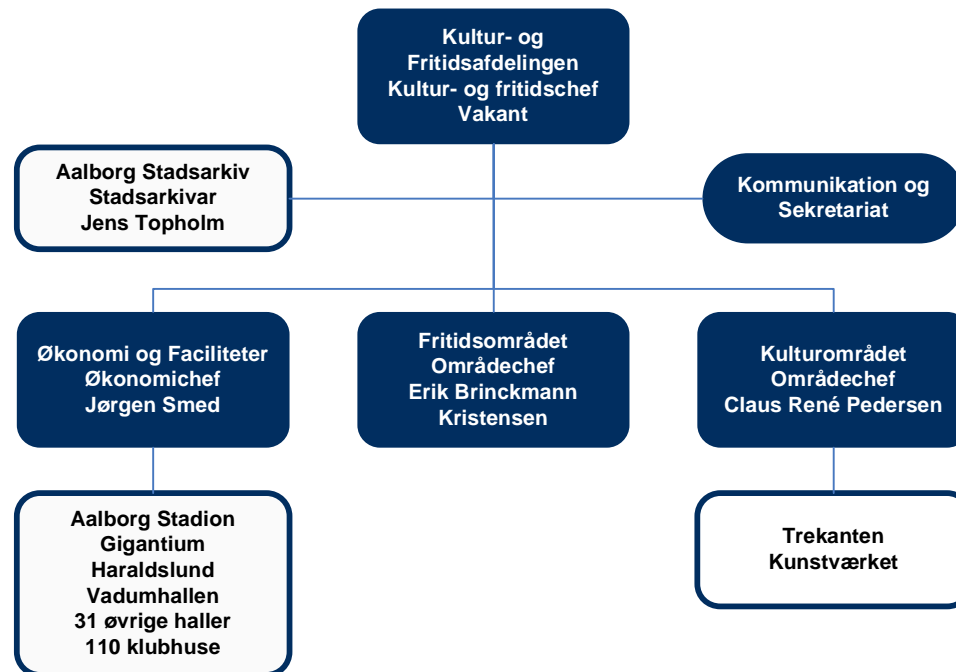 Kultur- og
Fritidsafdelingen
Kultur- og fritidschef
Vakant
Aalborg Stadsarkiv
Stadsarkivar
Jens Topholm
Kommunikation og
Sekretariat
Økonomi og Faciliteter
Økonomichef
Jørgen Smed
Fritidsområdet
Områdechef
Erik Brinckmann
Kristensen
Kulturområdet
Områdechef
Claus René Pedersen
Aalborg Stadion
Gigantium
Haraldslund
Vadumhallen
31 øvrige haller
110 klubhuse
Trekanten
Kunstværket